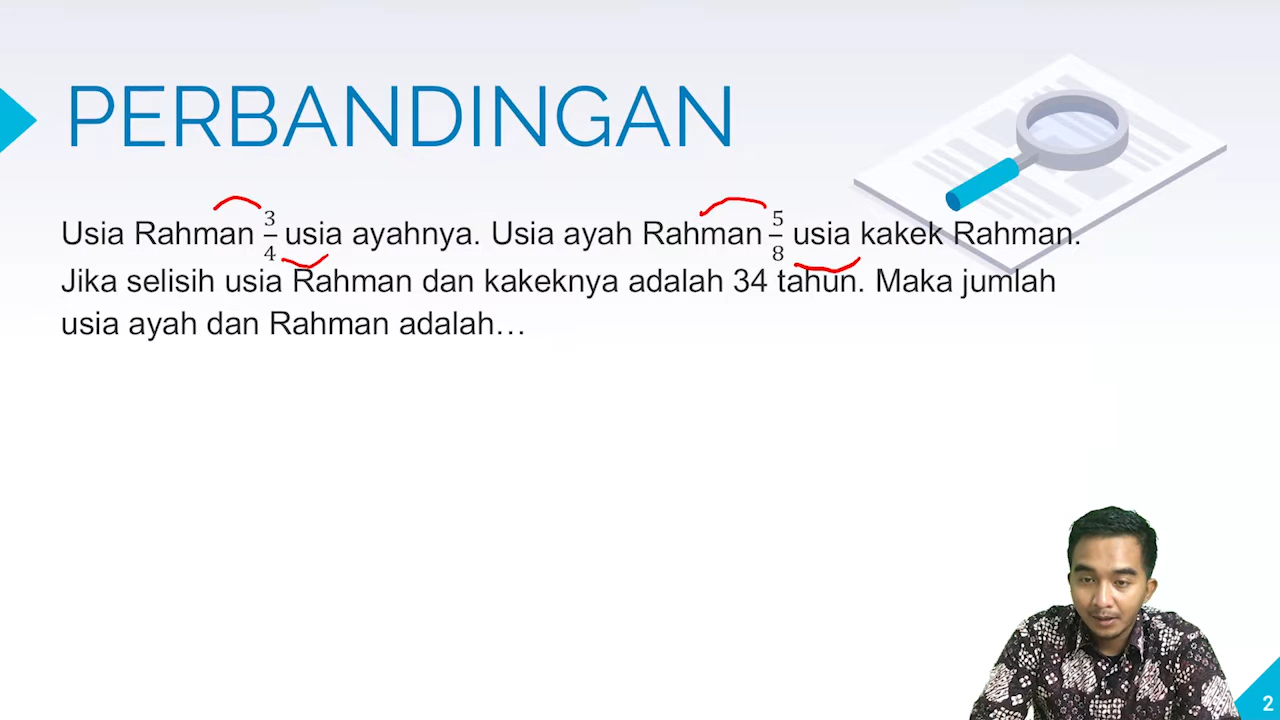 PERBANDINGAN
Usia Rahman 3/4 usia ayahnya. Usia ayah Rahman 5/8 usia kakek Rahman.
Jika selisih usia Rahman dan kakeknya adalah 34 tahun. Maka jumlah
usia ayah dan Rahman adalah…
2